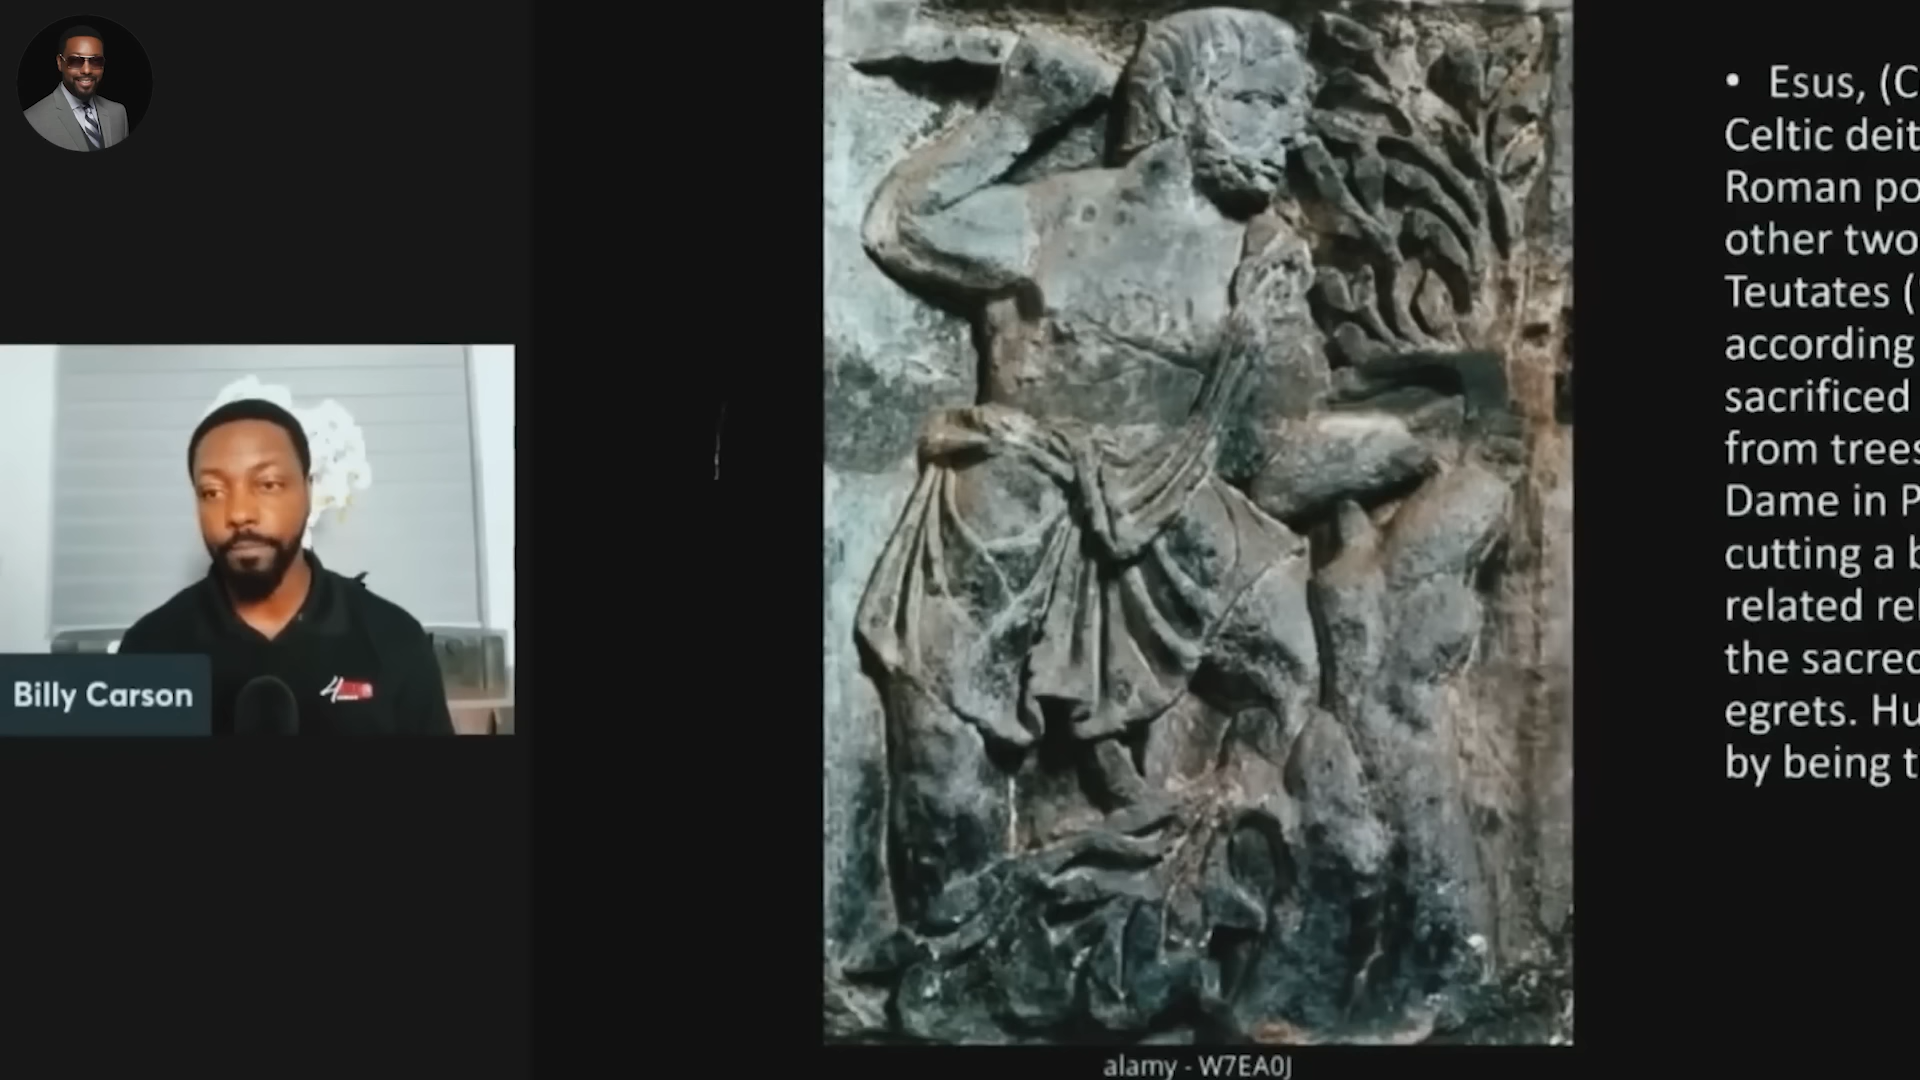 Billy Carson
4
• Esus, (C
Celtic deit
Roman po
other two
Teutates (
according
sacrificed
from trees
Dame in P
cutting a b
related rel
the sacred
egrets. Hu
by being t
alamy - W7EA0J